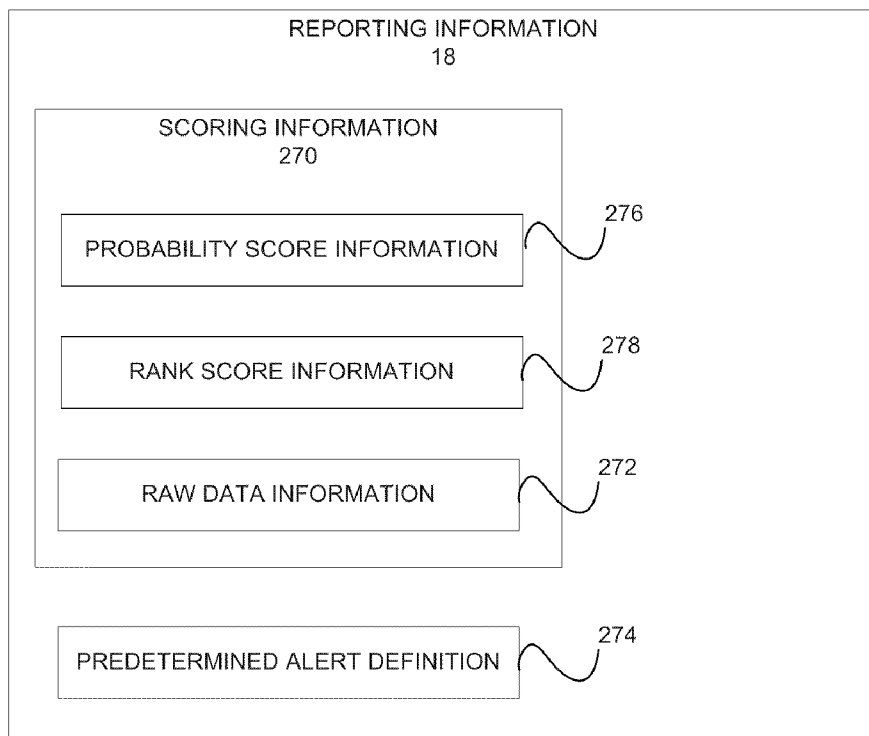 REPORTING INFORMATION
18
SCORING INFORMATION
270
PROBABILITY SCORE INFORMATION
276
RANK SCORE INFORMATION
278
RAW DATA INFORMATION
272
PREDETERMINED ALERT DEFINITION
274